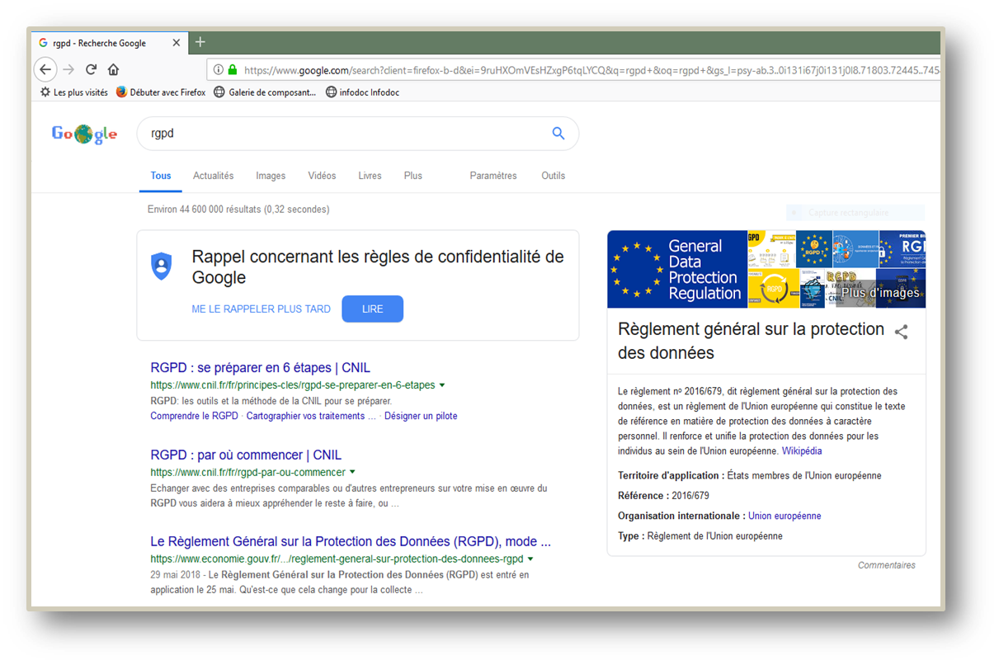 rgpd - Recherche Google
https://www.google.com/search?client=firefox-b-d&ei=9ruHXOmVEsHZxgP6tqLYCQ&q=rgpd+&oq=rgpd+&gs_l=psy-ab.3..0i131i67j0i131j0l8.71803.72445..745
Les plus visités Débuter avec Firefox Galerie de composant... infodoc Infodoc
Google
rgpd
Tous Actualités Images Vidéos Livres Plus Paramètres Outils
Environ 44 600 000 résultats (0,32 secondes)
Capture rectangulaire
Rappel concernant les règles de confidentialité de
Google
ME LE RAPPELER PLUS TARD LIRE
RGPD : se préparer en 6 étapes | CNIL
https://www.cnil.fr/fr/principes-cles/rgpd-se-preparer-en-6-etapes
RGPD: les outils et la méthode de la CNIL pour se préparer.
Comprendre le RGPD · Cartographier vos traitements ... · Désigner un pilote
RGPD : par où commencer | CNIL
https://www.cnil.fr/fr/rgpd-par-ou-commencer
Echanger avec des entreprises comparables ou d'autres entrepreneurs sur votre mise en œuvre du
RGPD vous aidera à mieux appréhender le reste à faire, ou ...
Le Règlement Général sur la Protection des Données (RGPD), mode ...
https://www.economie.gouv.fr/.../reglement-general-sur-protection-des-donnees-rgpd
29 mai 2018 - Le Règlement Général sur la Protection des Données (RGPD) est entré en
application le 25 mai. Qu'est-ce que cela change pour la collecte ...
General
Data
Protection
Regulation
RGPD ?
RGPD
RGPD
CNIL
PREMIER
Plus d'images
Règlement général sur la protection
des données
Le règlement nº 2016/679, dit règlement général sur la protection des
données, est un règlement de l'Union européenne qui constitue le texte
de référence en matière de protection des données à caractère
personnel. Il renforce et unifie la protection des données pour les
individus au sein de l'Union européenne. Wikipédia
Territoire d'application : États membres de l'Union européenne
Référence : 2016/679
Organisation internationale : Union européenne
Type : Règlement de l'Union européenne
Commentaires